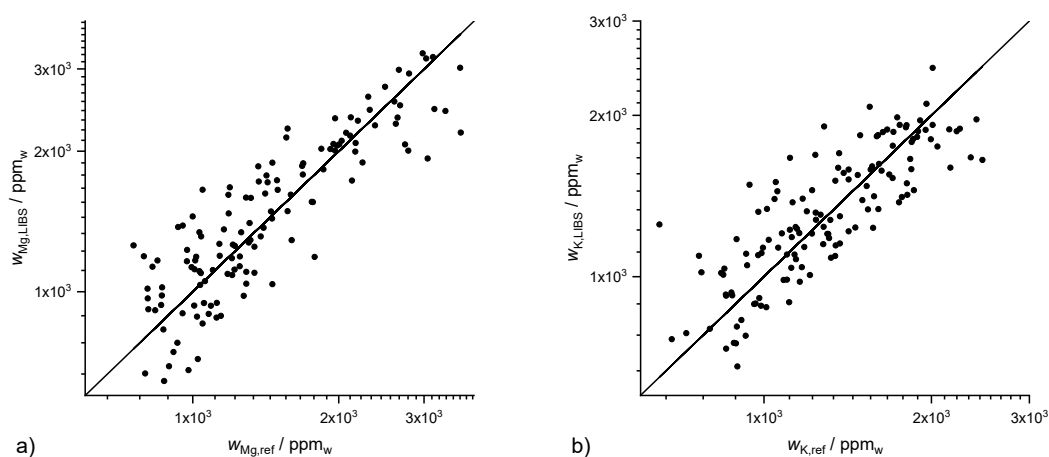 3x10³
2x10³
1x10³
w_Mg,LIBS / ppm_w
1x10³ 2x10³ 3x10³
a) w_Mg,ref / ppm_w
3x10³
2x10³
1x10³
w_K,LIBS / ppm_w
1x10³ 2x10³ 3x10³
b) w_K,ref / ppm_w